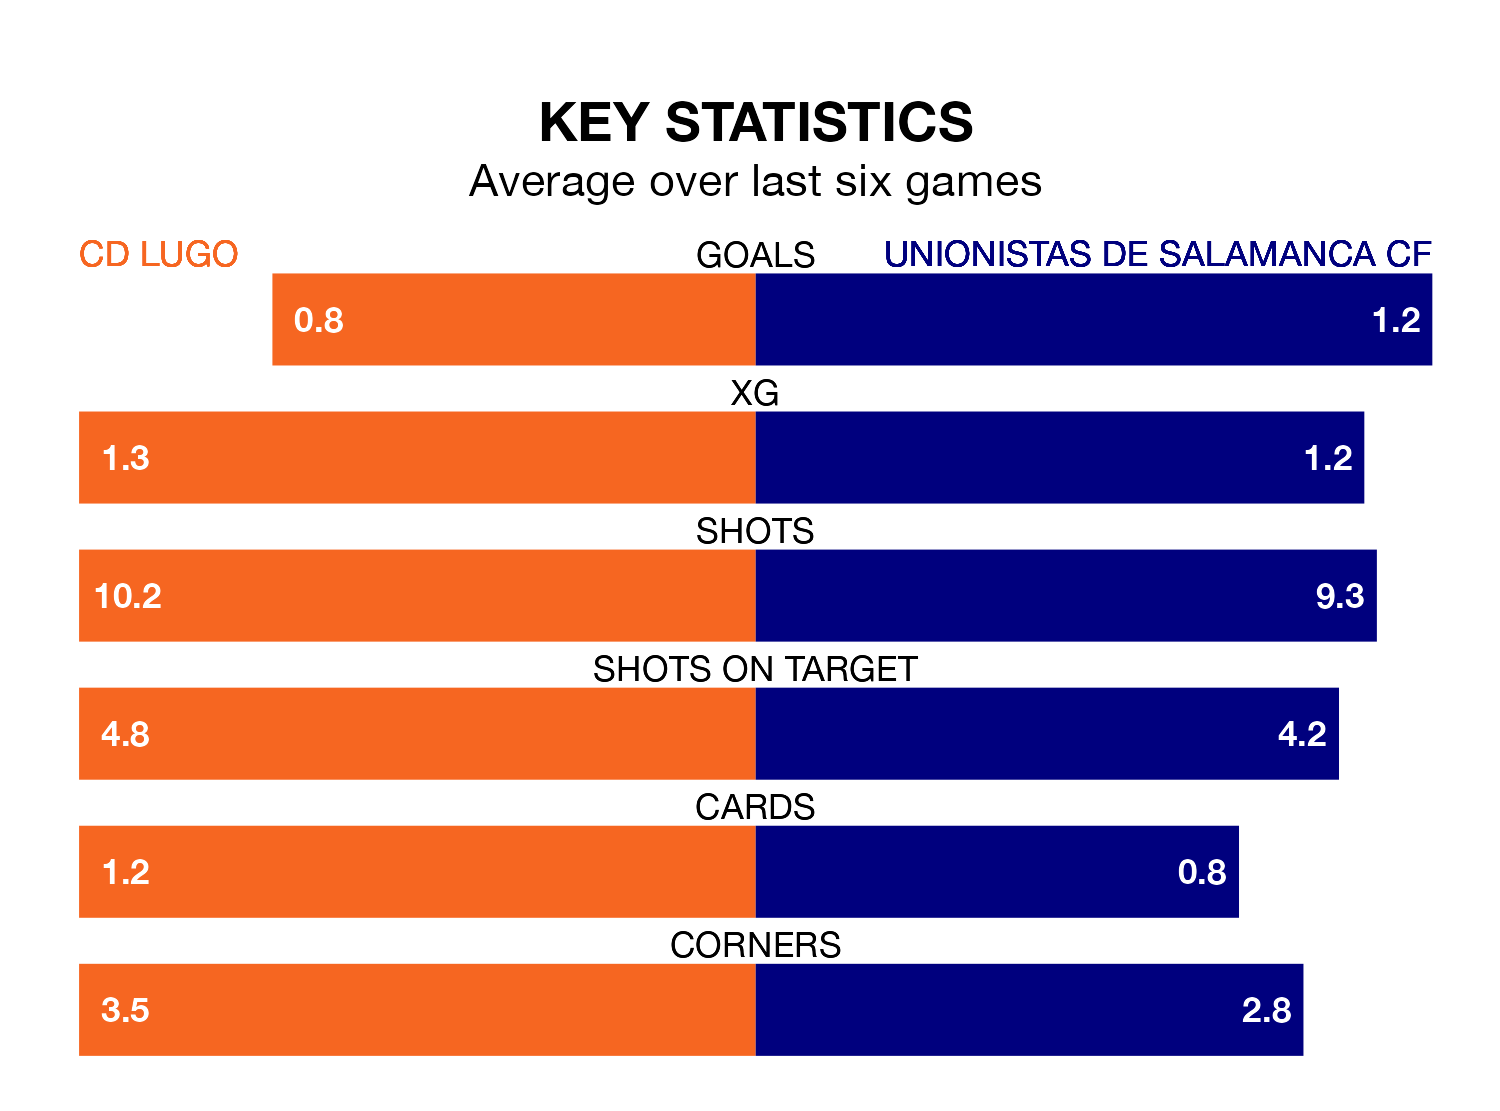 KEY STATISTICS
Average over last six games
CD LUGO GOALS UNIONISTAS DE SALAMANCA CF
0.8 1.2
XG
1.3 1.2
SHOTS
10.2 9.3
SHOTS ON TARGET
4.8 4.2
CARDS
1.2 0.8
CORNERS
3.5 2.8